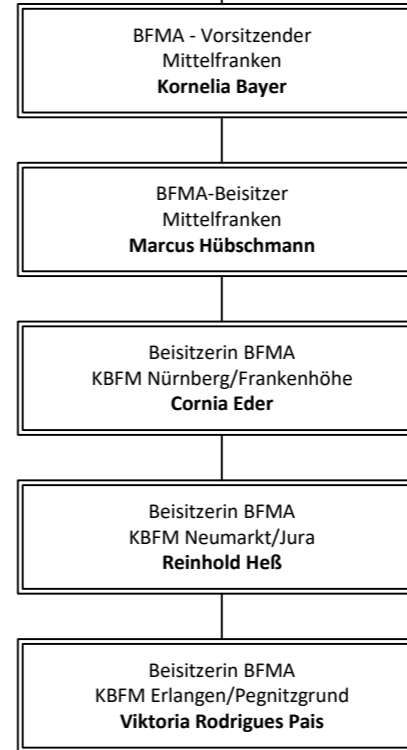 BFMA - Vorsitzender
Mittelfranken
Kornelia Bayer
BFMA-Beisitzer
Mittelfranken
Marcus Hübschmann
Beisitzerin BFMA
KBFM Nürnberg/Frankenhöhe
Cornia Eder
Beisitzerin BFMA
KBFM Neumarkt/Jura
Reinhold Heß
Beisitzerin BFMA
KBFM Erlangen/Pegnitzgrund
Viktoria Rodrigues Pais